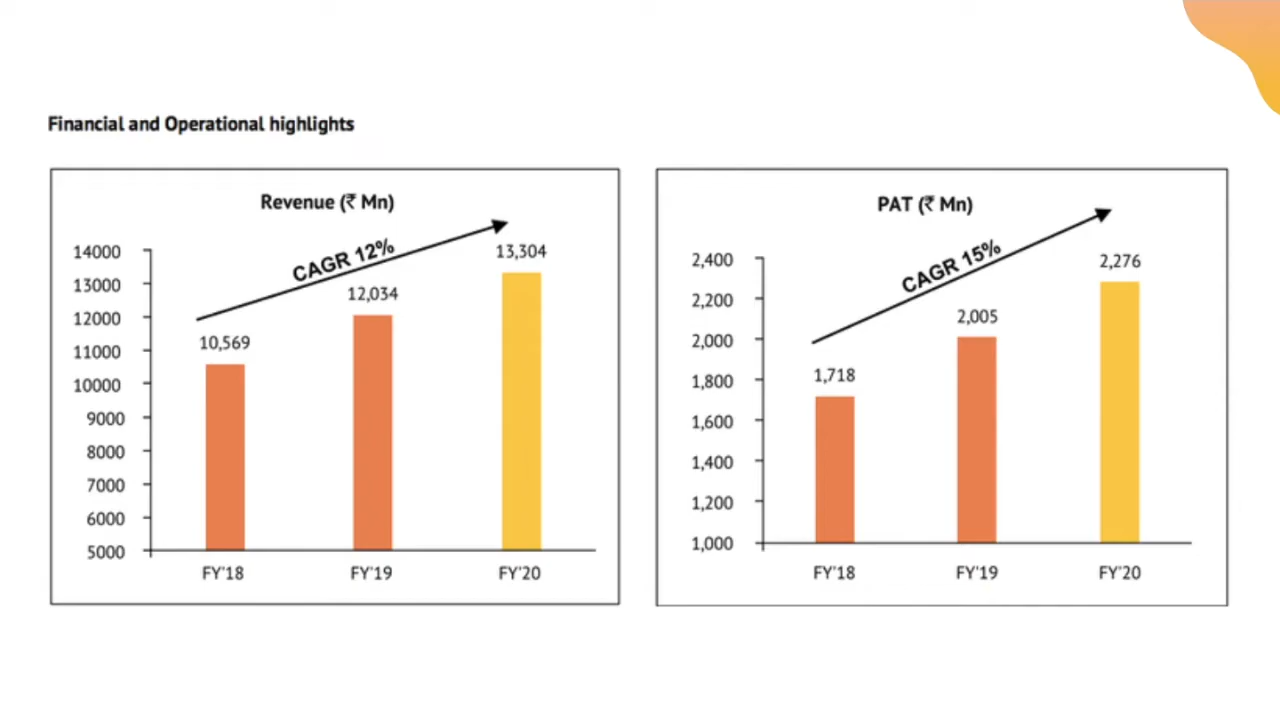 Financial and Operational highlights
Revenue (₹ Mn)
CAGR 12%
14000
13000
12000
11000
10000
9000
8000
7000
6000
5000
10,569
12,034
13,304
FY'18
FY'19
FY'20
PAT (₹ Mn)
CAGR 15%
2,400
2,200
2,000
1,800
1,600
1,400
1,200
1,000
1,718
2,005
2,276
FY'18
FY'19
FY'20